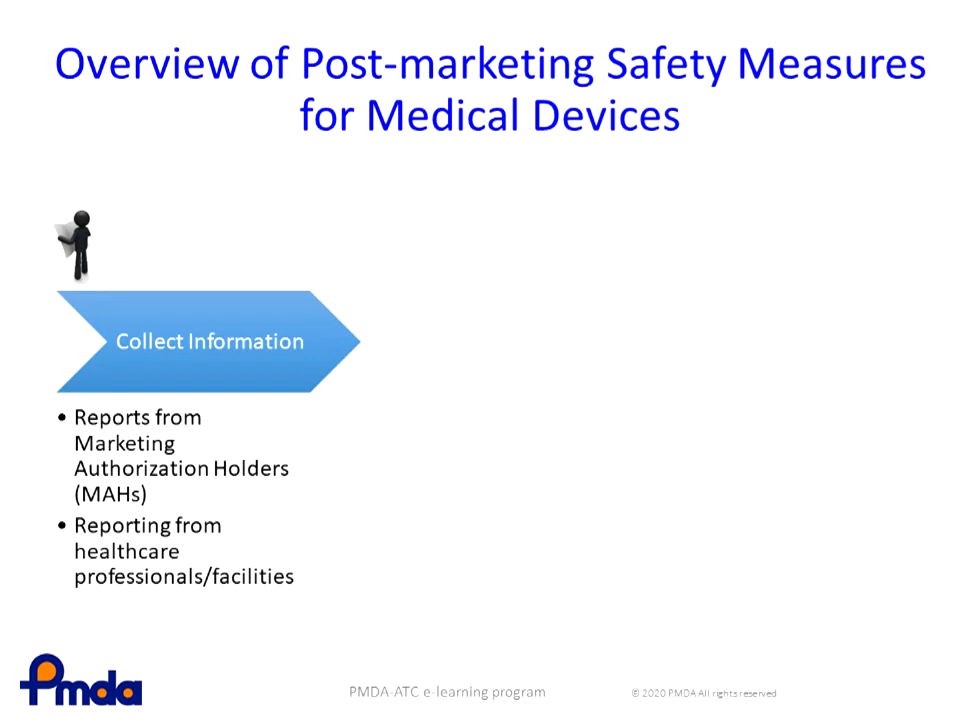 Overview of Post-marketing Safety Measures
for Medical Devices
Collect Information
• Reports from
Marketing
Authorization Holders
(MAHs)
• Reporting from
healthcare
professionals/facilities
Pmda
PMDA-ATC e-learning program
© 2020 PMDA All rights reserved